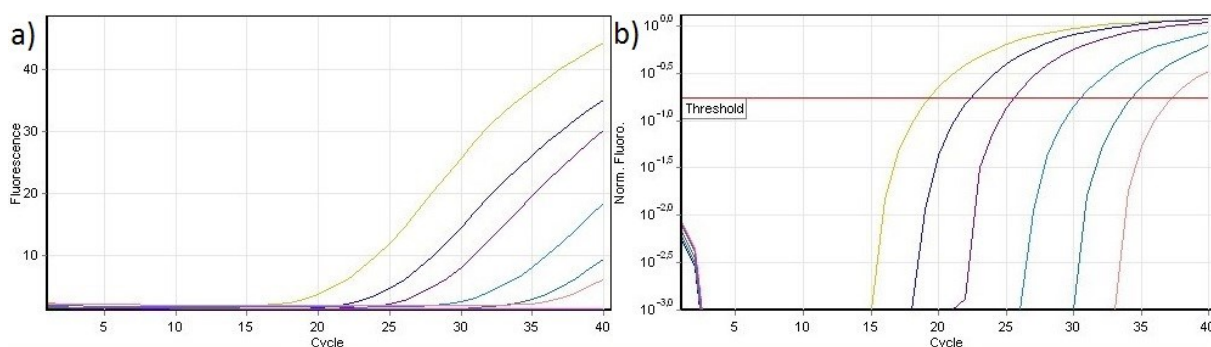 a)
Fluorescence
40
30
20
10
5 10 15 20 25 30 35 40
Cycle
b)
Norm. Fluoro.
10^0.0
10^-0.5
Threshold
10^-1.0
10^-1.5
10^-2.0
10^-2.5
10^-3.0
5 10 15 20 25 30 35 40
Cycle